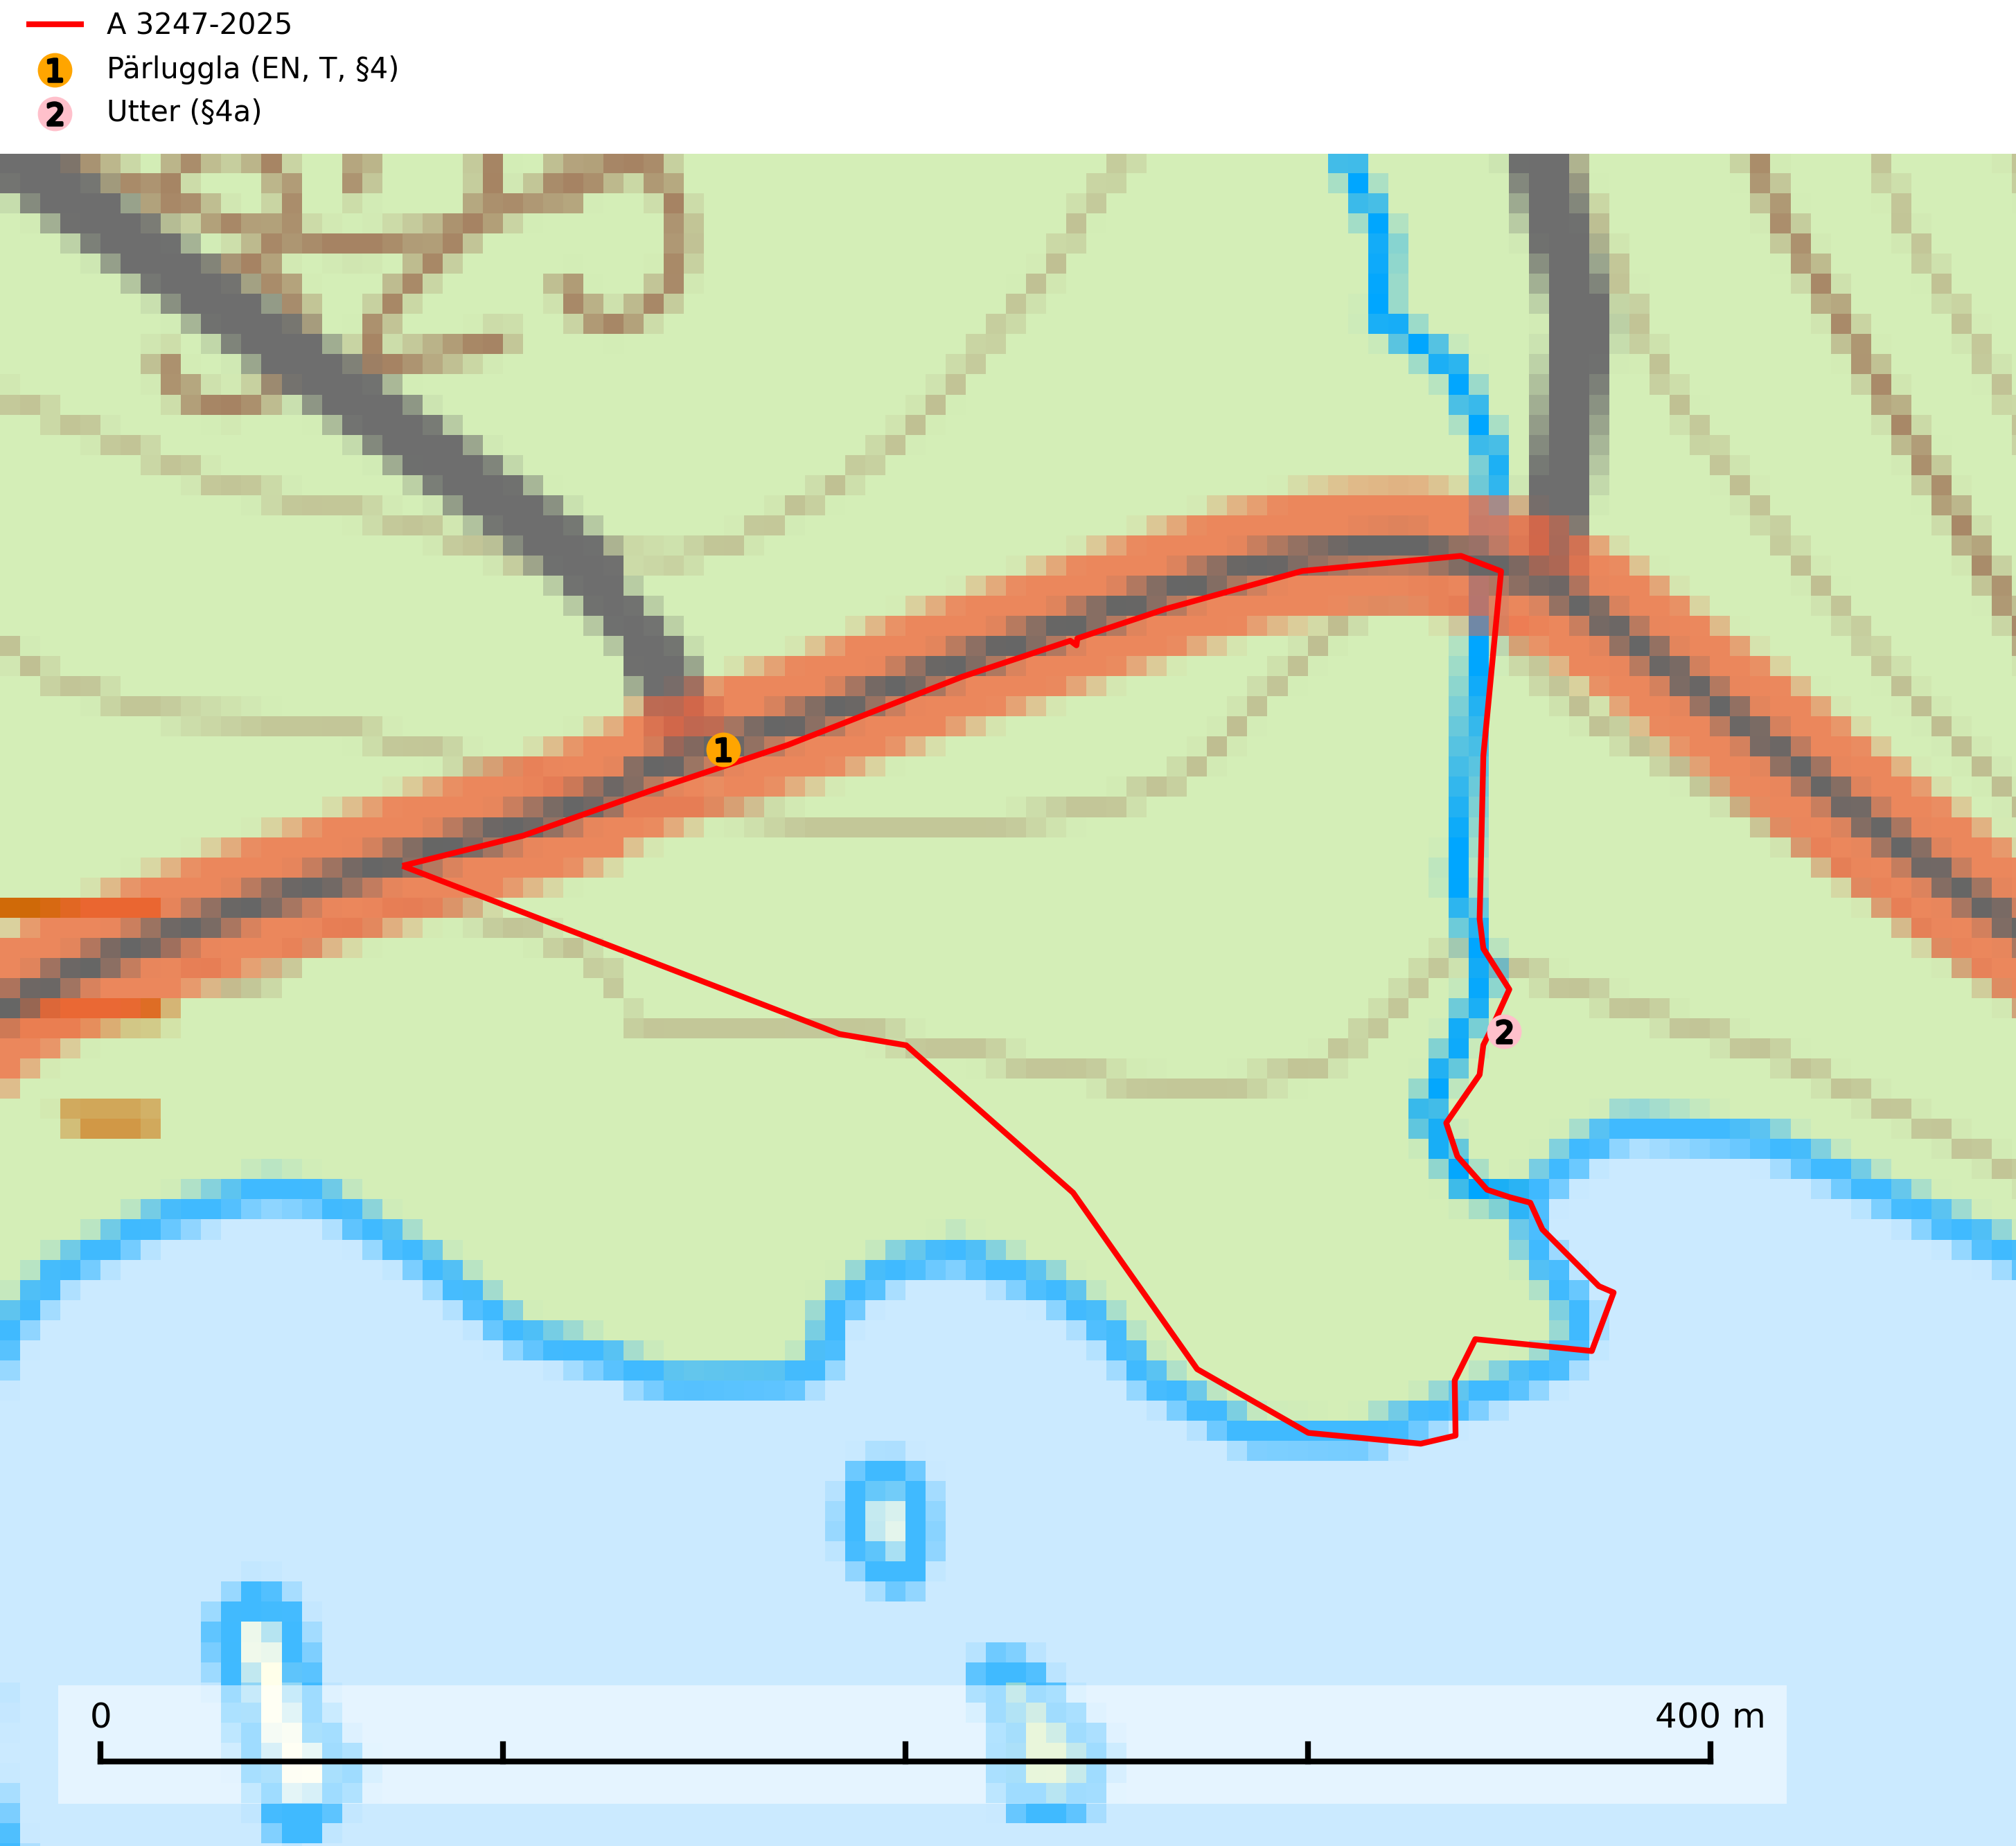 A 3247-2025
1 Pärluggla (EN, T, §4)
2 Utter (§4a)
1
2
0 400 m